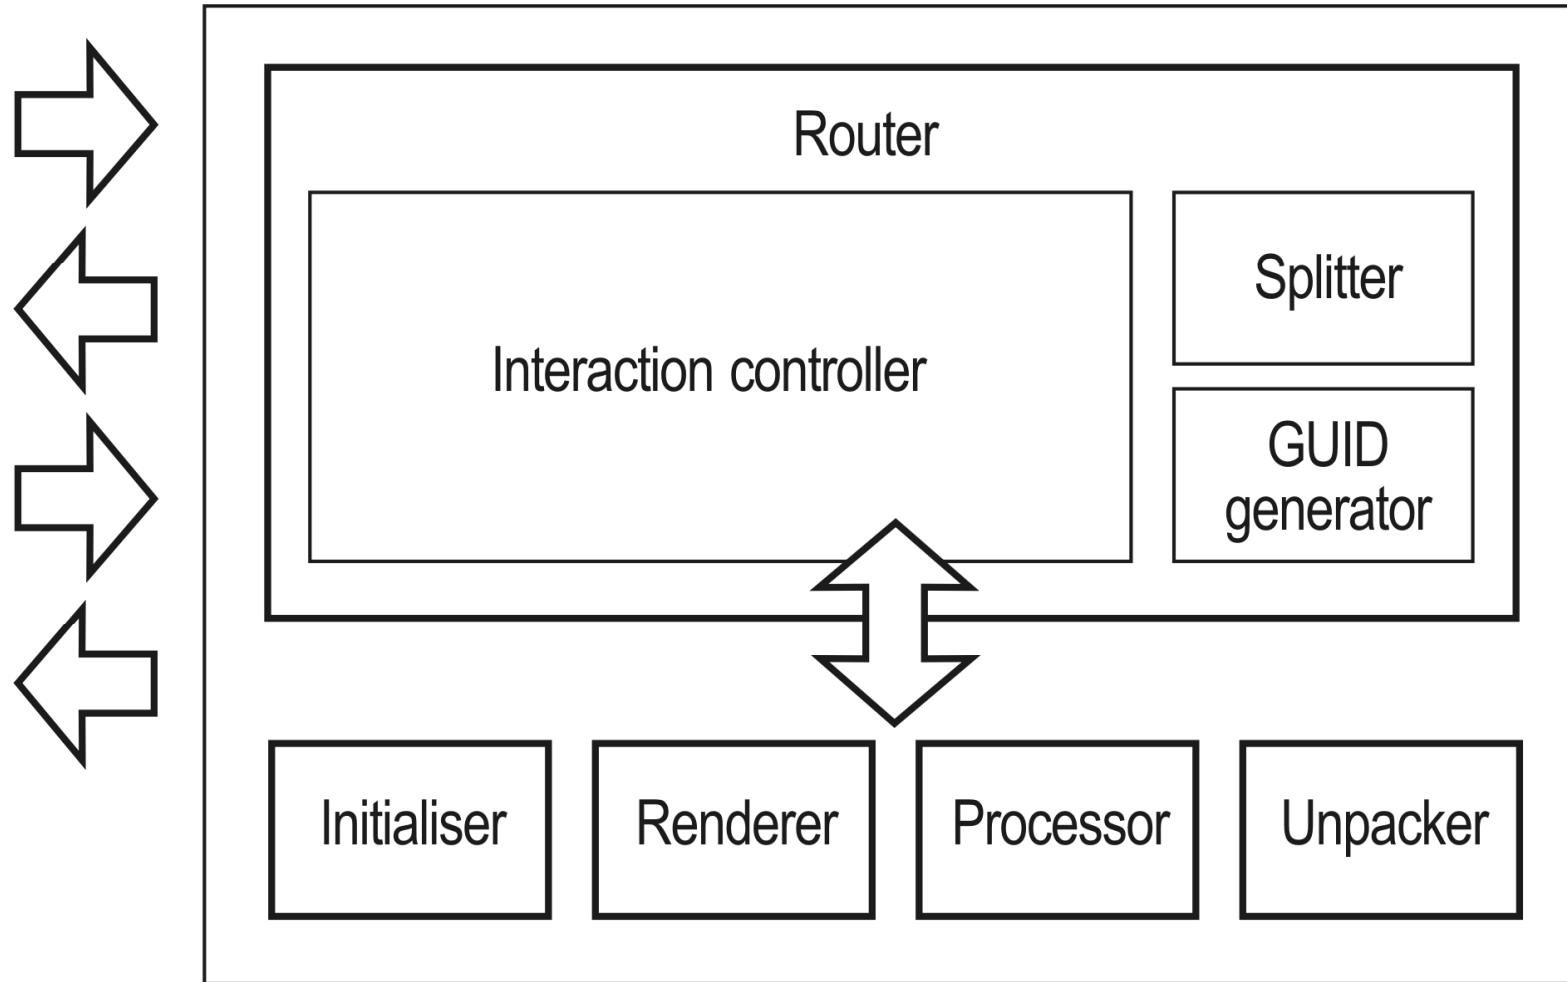 Router
Interaction controller
Splitter
GUID
generator
Initialiser
Renderer
Processor
Unpacker